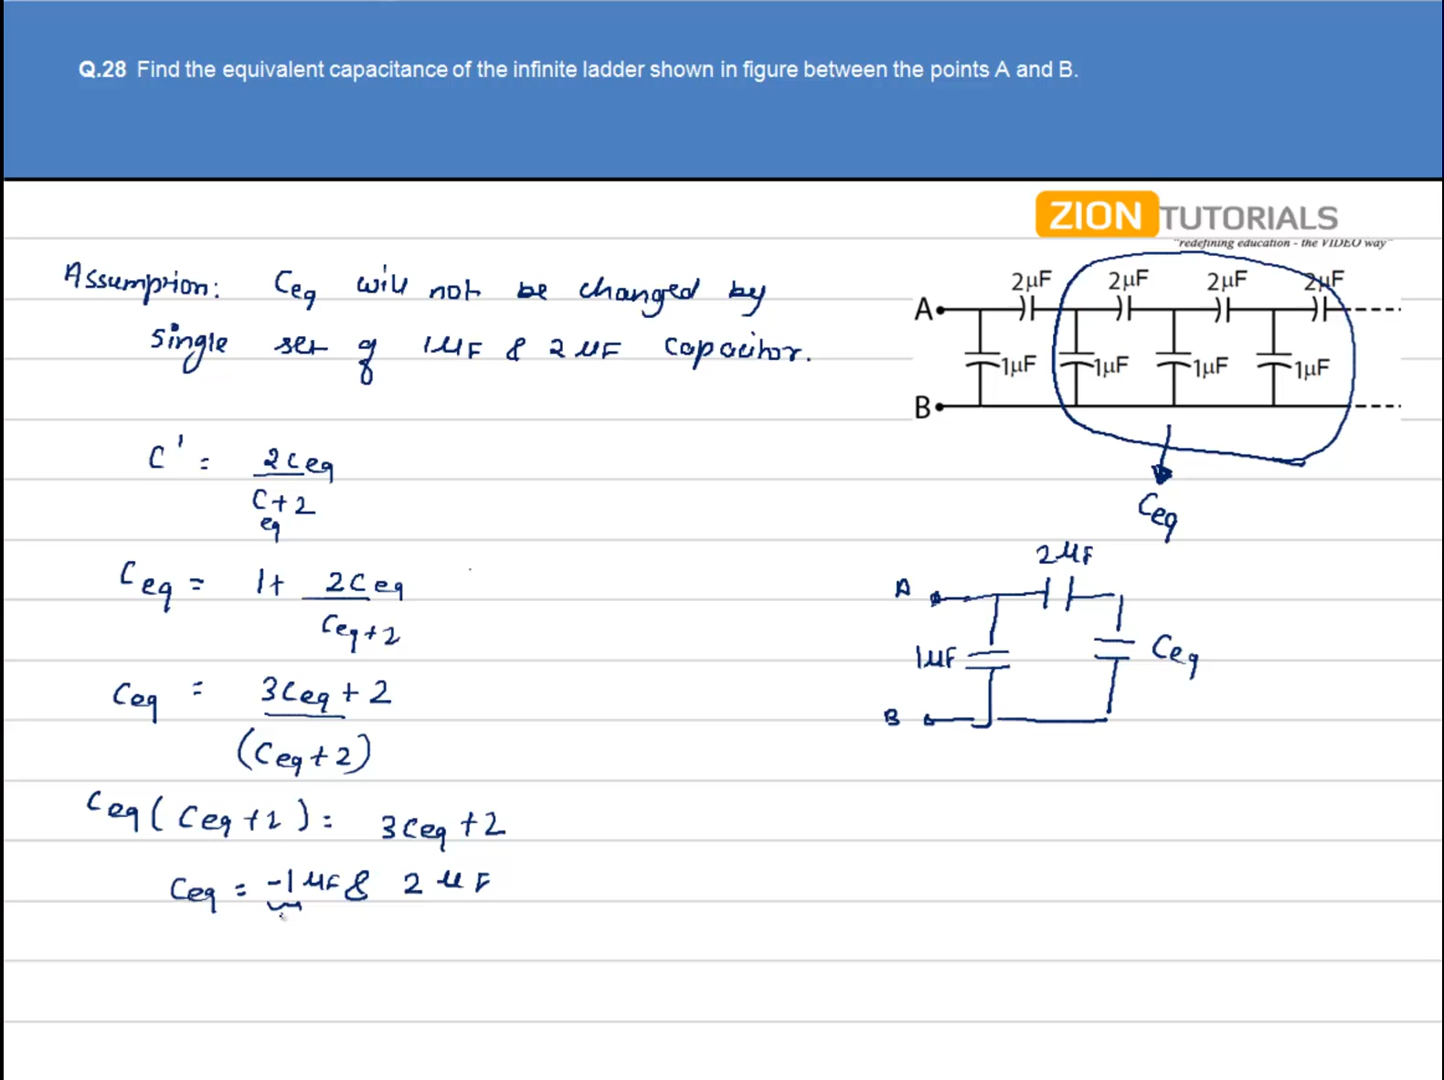 Q.28 Find the equivalent capacitance of the infinite ladder shown in figure between the points A and B.
ZION TUTORIALS
"redefining education - the VIDEO way"
Assumption: Ceq will not be changed by
single set of 1μF & 2μF capacitor.
2μF 2μF 2μF 2μF
A
1μF 1μF 1μF 1μF
B
Ceq
C' = 2Ceq
Ceq+2
Ceq = 1+ 2Ceq
Ceq+2
Ceq = 3Ceq+2
(Ceq+2)
Ceq(Ceq+2) = 3Ceq+2
Ceq = -1μF & 2μF
2μF
A
1μF
Ceq
B